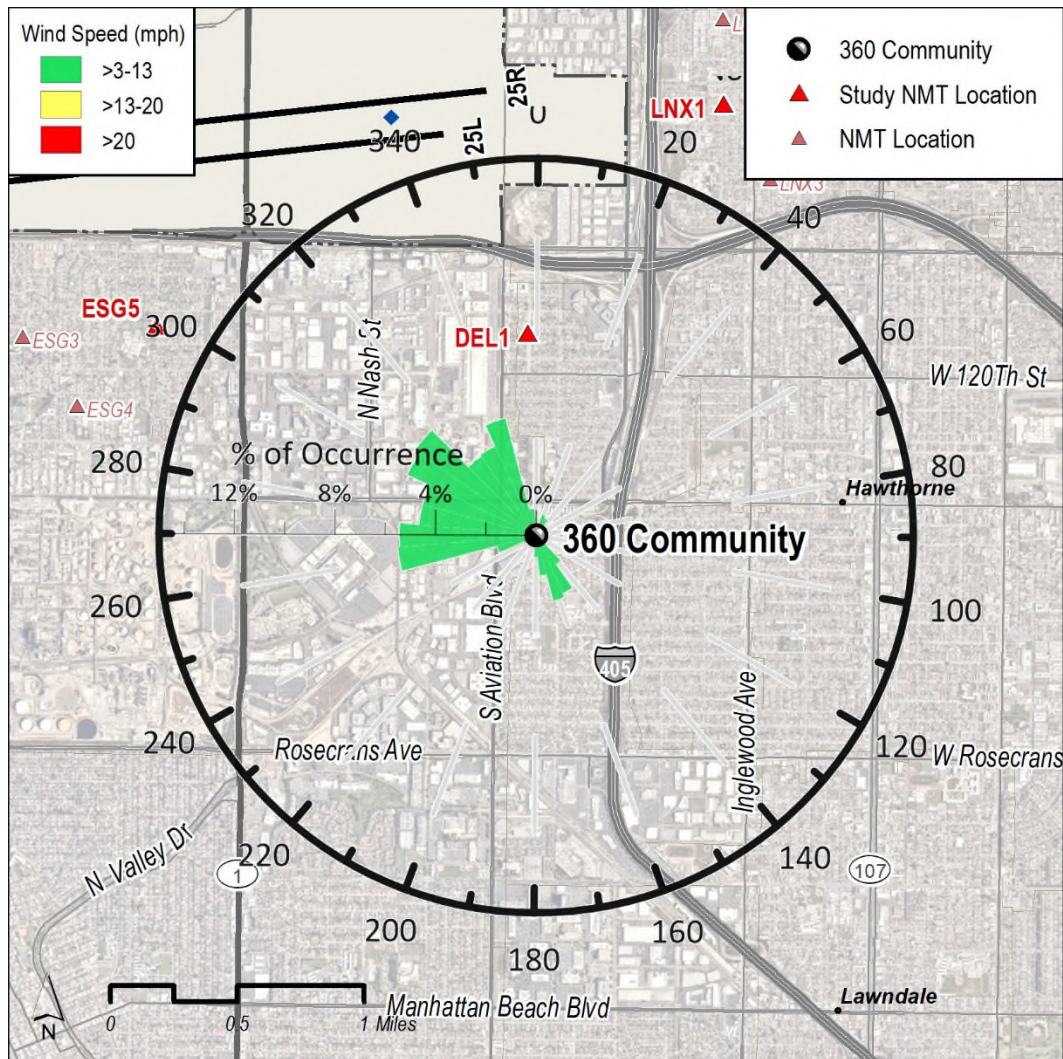 Wind Speed (mph)
>3-13
>13-20
>20
360 Community
Study NMT Location
NMT Location
25R
25L
LNX1
LNX3
340
20
320
40
ESG5
300
ESG3
ESG4
DEL1
N Nash St
60
W 120Th St
280
% of Occurrence
12%
8%
4%
0%
80
Hawthorne
360 Community
260
100
S Aviation Blvd
405
Inglewood Ave
240
120
Rosecrans Ave
W Rosecrans
N Valley Dr
220
1
140
107
200
160
180
Manhattan Beach Blvd
Lawndale
N
0
0.5
1 Miles